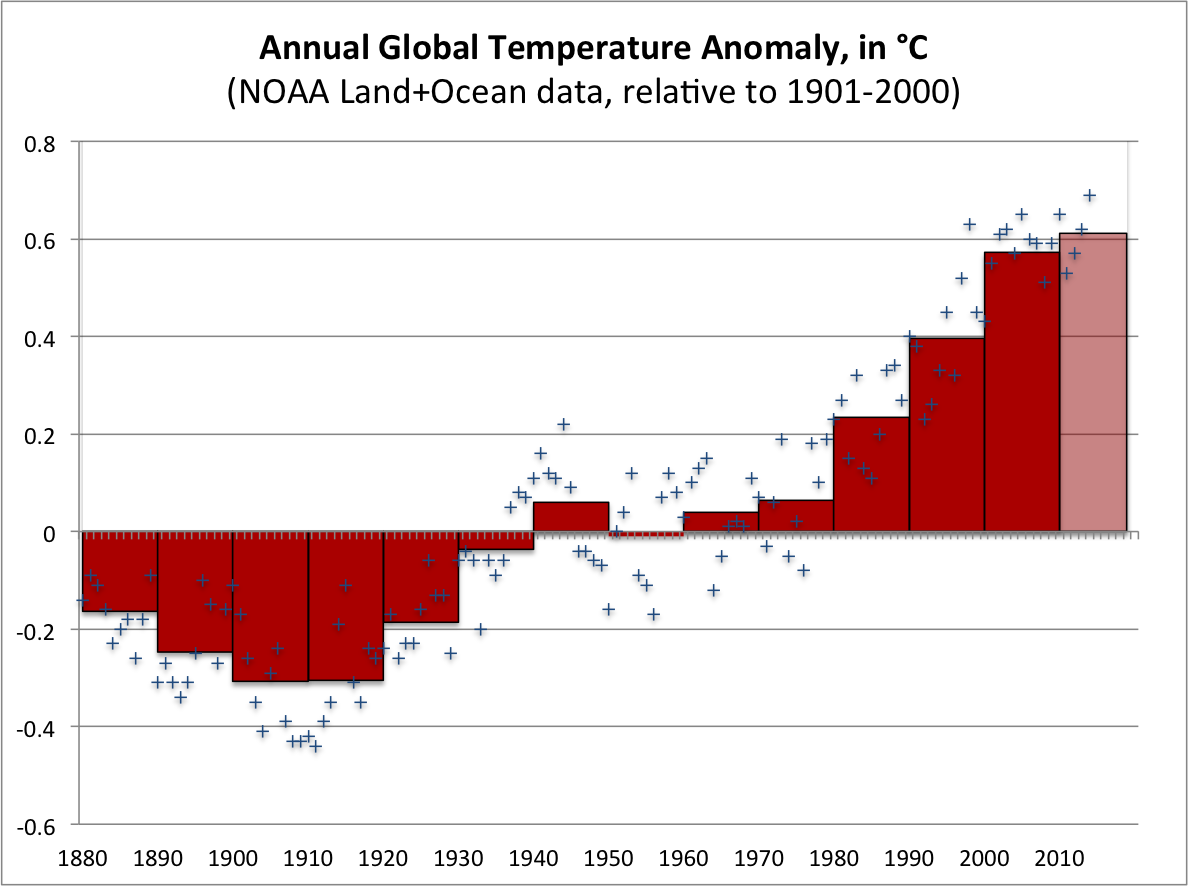 Annual Global Temperature Anomaly, in °C
(NOAA Land+Ocean data, relative to 1901-2000)
0.8
0.6
0.4
0.2
0
-0.2
-0.4
-0.6
1880 1890 1900 1910 1920 1930 1940 1950 1960 1970 1980 1990 2000 2010